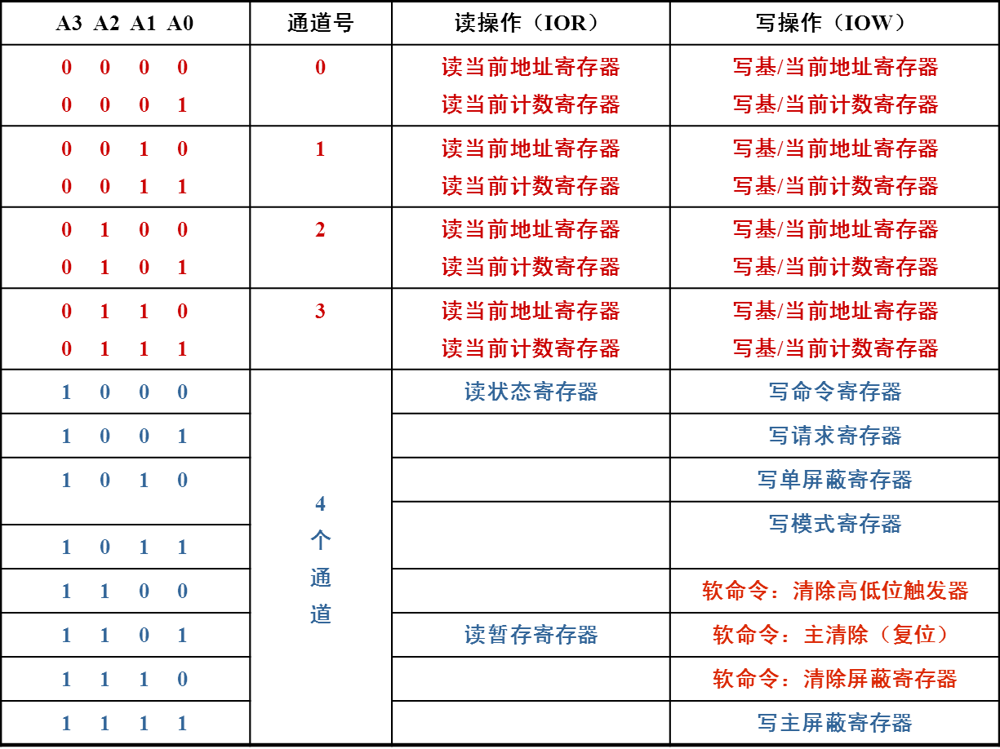 A3 A2 A1 A0 通道号 读操作（IOR） 写操作（IOW）
0 0 0 0 0 读当前地址寄存器 写基/当前地址寄存器
0 0 0 1 读当前计数寄存器 写基/当前计数寄存器
0 0 1 0 1 读当前地址寄存器 写基/当前地址寄存器
0 0 1 1 读当前计数寄存器 写基/当前计数寄存器
0 1 0 0 2 读当前地址寄存器 写基/当前地址寄存器
0 1 0 1 读当前计数寄存器 写基/当前计数寄存器
0 1 1 0 3 读当前地址寄存器 写基/当前地址寄存器
0 1 1 1 读当前计数寄存器 写基/当前计数寄存器
1 0 0 0 读状态寄存器 写命令寄存器
1 0 0 1 写请求寄存器
1 0 1 0 写单屏蔽寄存器
4
个
通
道
写模式寄存器
1 0 1 1
1 1 0 0 软命令：清除高低位触发器
1 1 0 1 读暂存寄存器 软命令：主清除（复位）
1 1 1 0 软命令：清除屏蔽寄存器
1 1 1 1 写主屏蔽寄存器